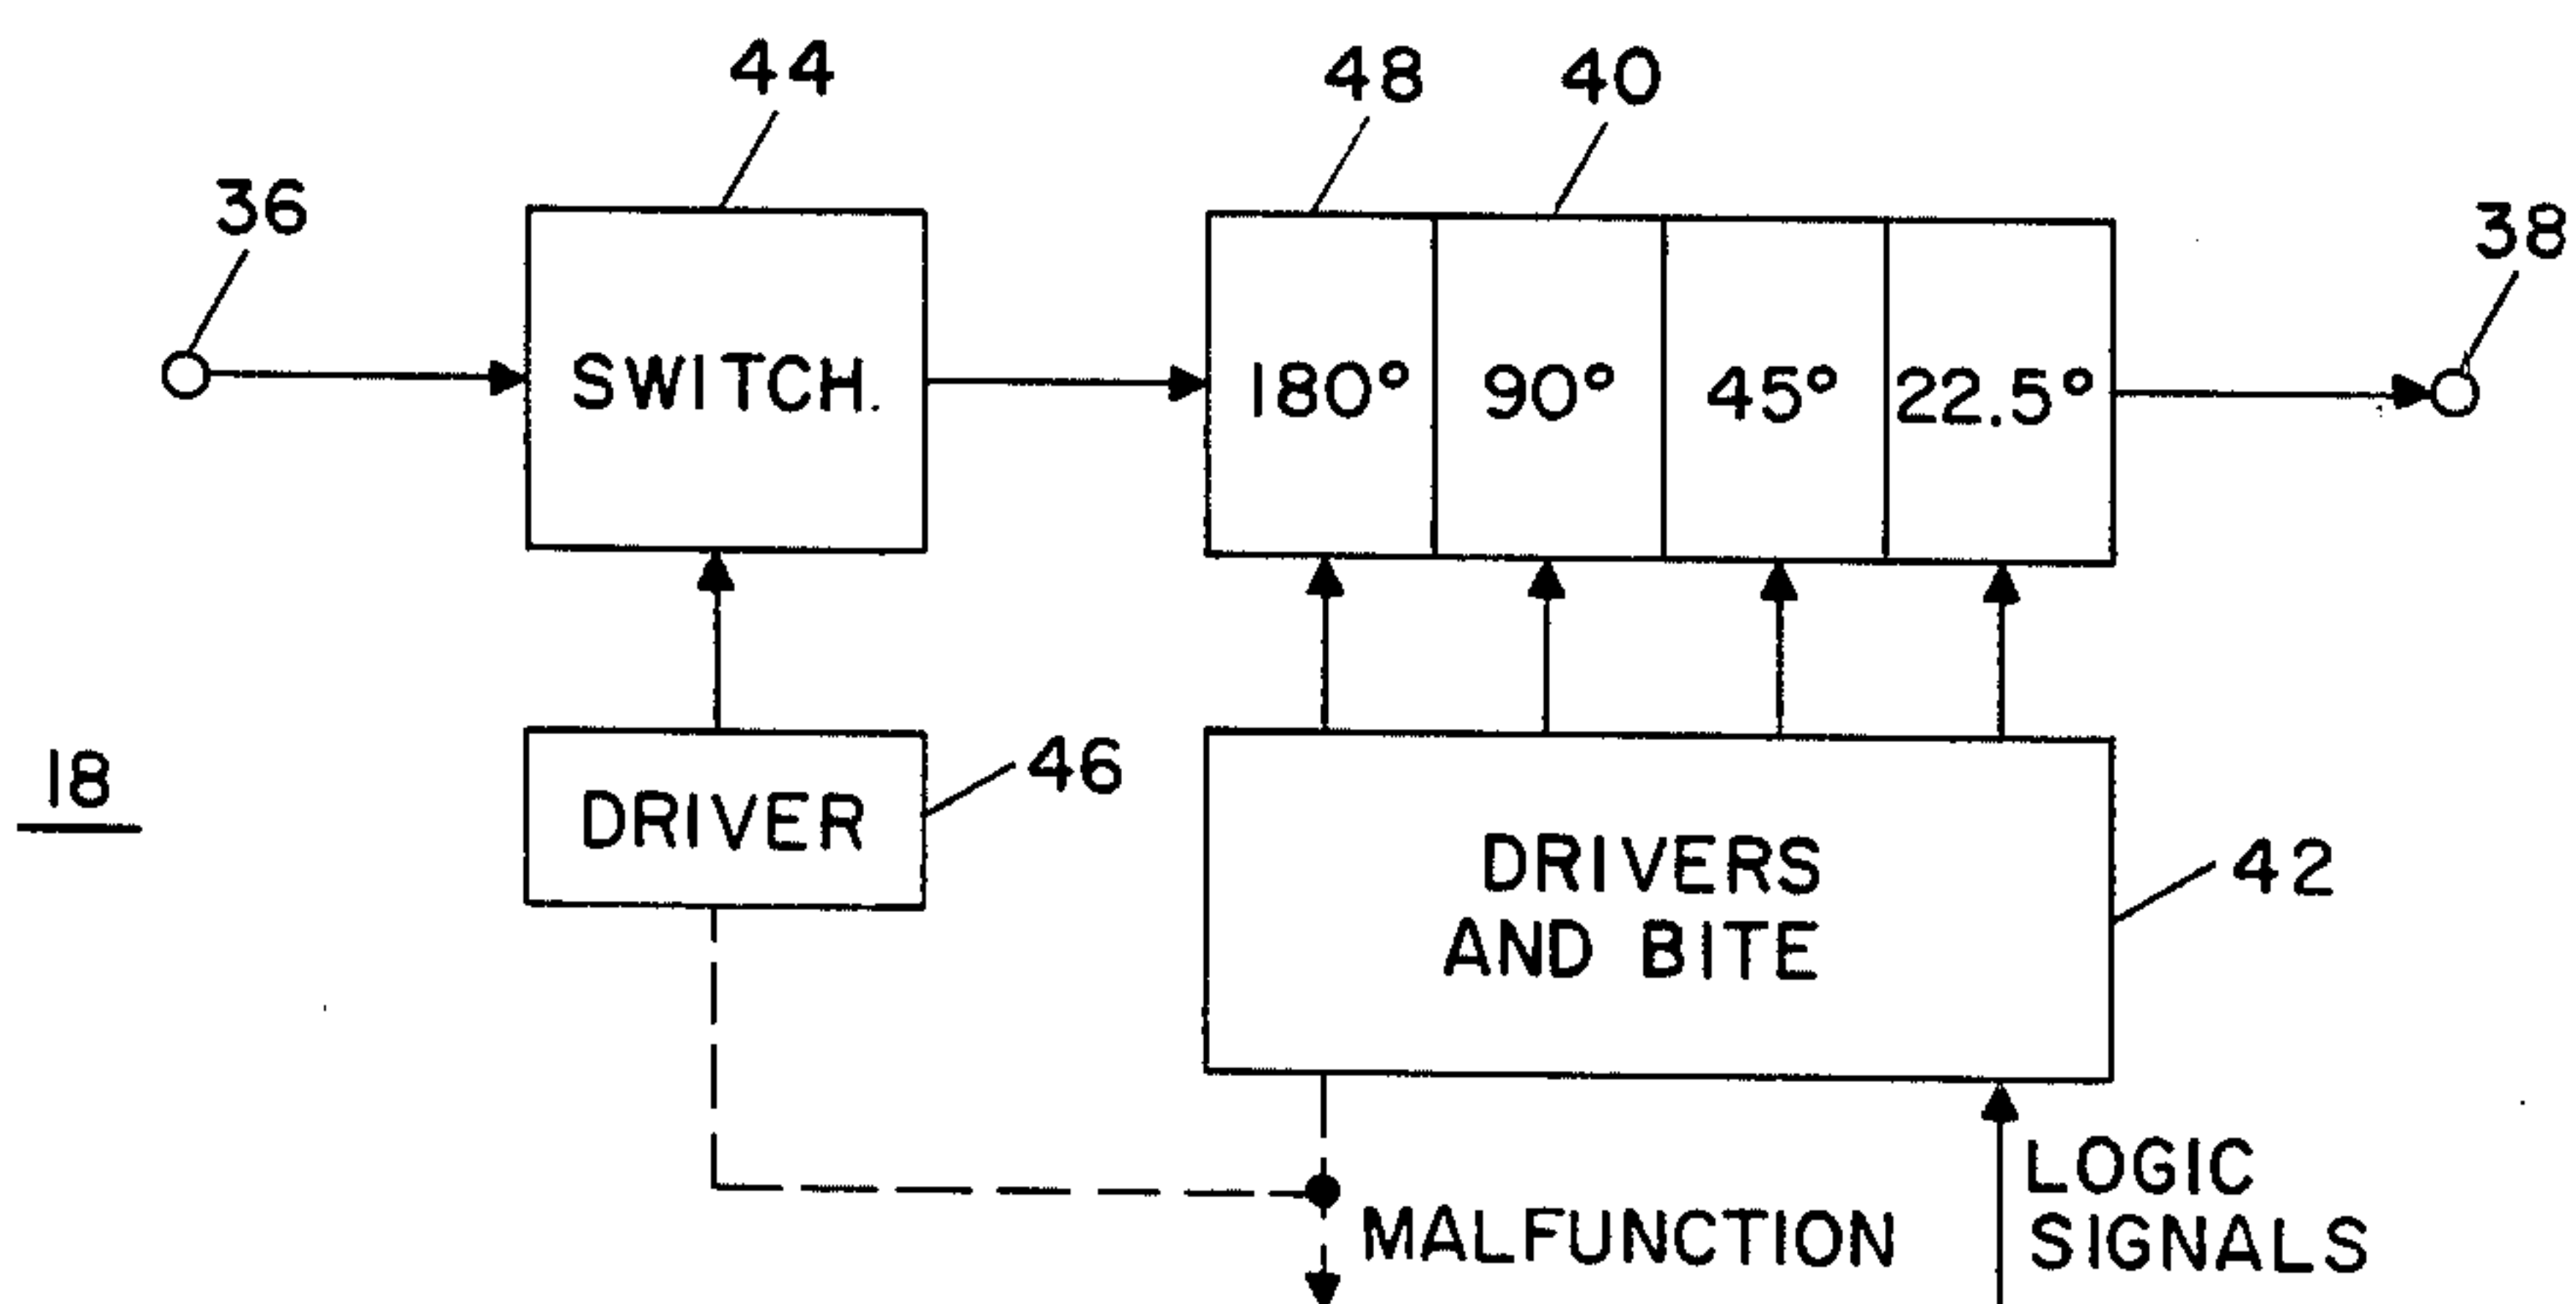 44
48
40
36
38
SWITCH.
180°
90°
45°
22.5°
18
DRIVER
46
DRIVERS
AND BITE
42
MALFUNCTION
LOGIC
SIGNALS